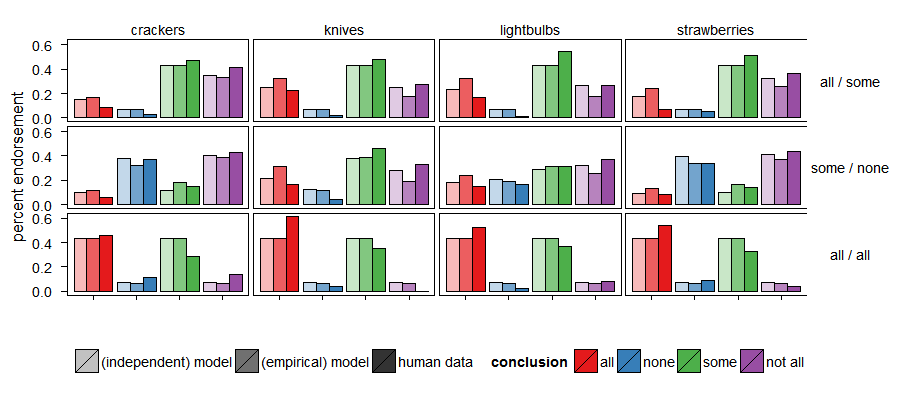 crackers knives lightbulbs strawberries
percent endorsement
0.6
0.4
0.2
0.0
all / some
0.6
0.4
0.2
0.0
some / none
0.6
0.4
0.2
0.0
all / all
(independent) model (empirical) model human data conclusion all none some not all